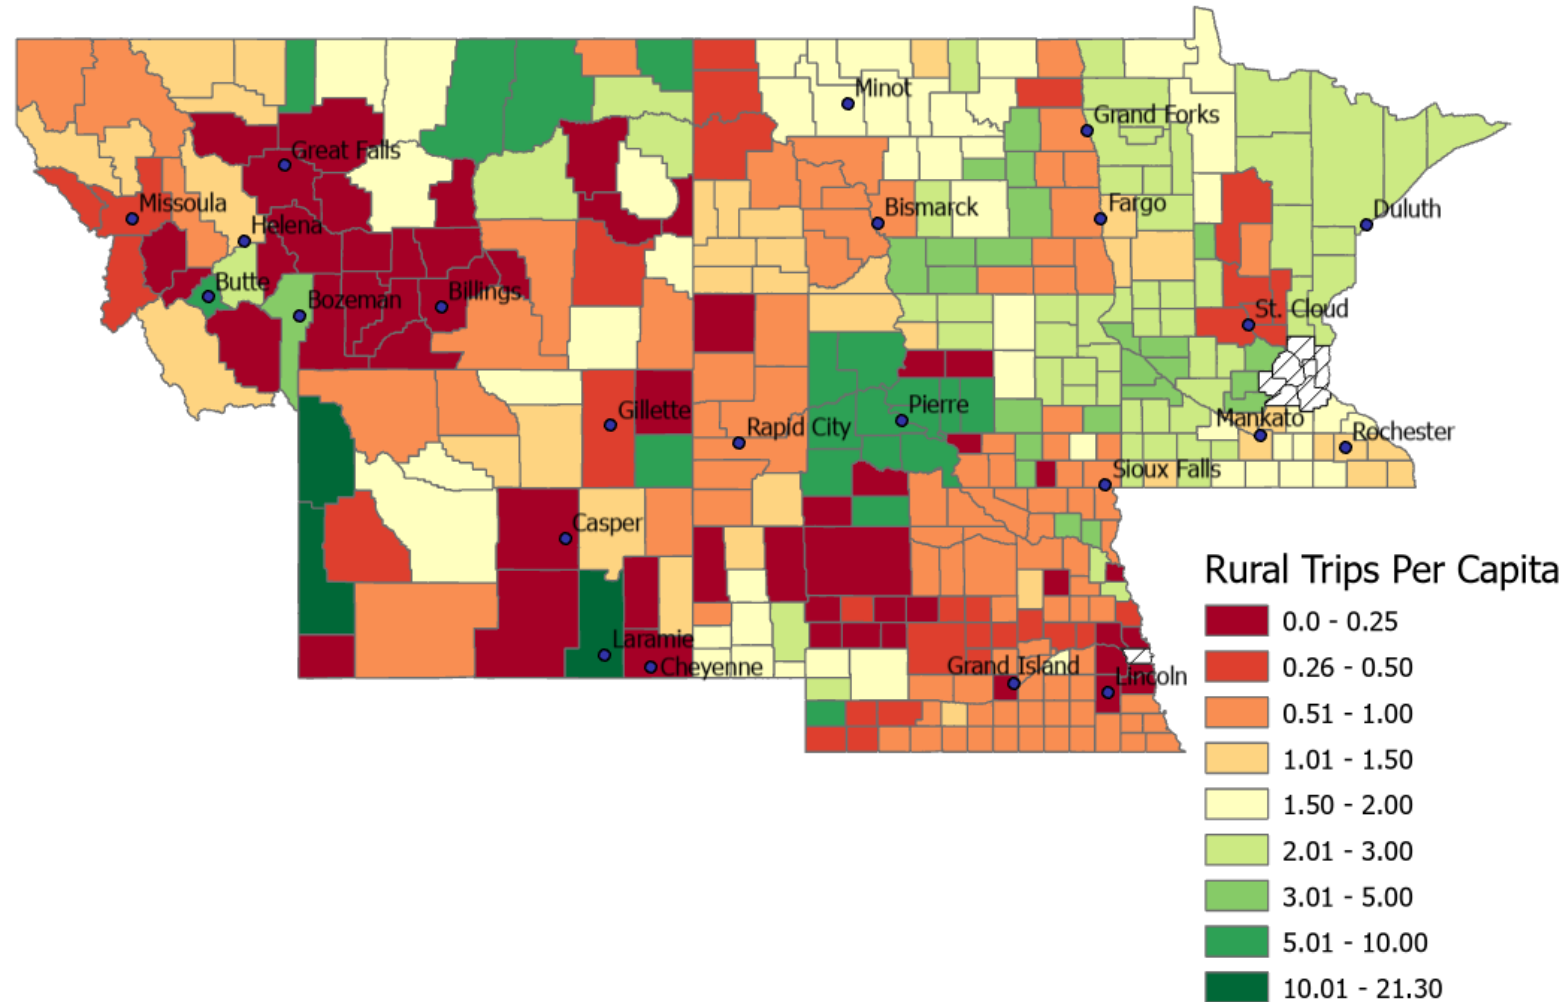 Minot
Grand Forks
Great Falls
Missoula
Bismarck
Fargo
Duluth
Helena
Butte
Bozeman
Billings
St. Cloud
Gillette
Pierre
Rapid City
Mankato
Rochester
Sioux Falls
Casper
Laramie
Cheyenne
Grand Island
Lincoln
Rural Trips Per Capita
0.0 - 0.25
0.26 - 0.50
0.51 - 1.00
1.01 - 1.50
1.50 - 2.00
2.01 - 3.00
3.01 - 5.00
5.01 - 10.00
10.01 - 21.30